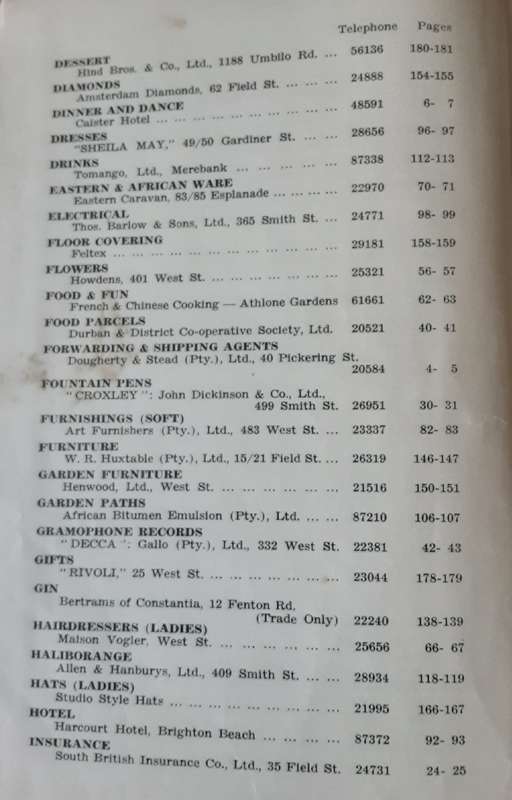 Telephone Pages
DESSERT
Hind Bros. & Co., Ltd., 1188 Umbilo Rd. ... 56136 180-181
DIAMONDS
Amsterdam Diamonds, 62 Field St. ... ... ... 24888 154-155
DINNER AND DANCE
Caister Hotel ... ... ... ... ... ... ... ... ... 48591 6- 7
DRESSES
"SHEILA MAY," 49/50 Gardiner St. ... ... 28656 96- 97
DRINKS
Tomango, Ltd., Merebank ... ... ... ... ... 87338 112-113
EASTERN & AFRICAN WARE
Eastern Caravan, 83/85 Esplanade ... ... ... ... 22970 70- 71
ELECTRICAL
Thos. Barlow & Sons, Ltd., 365 Smith St. ... 24771 98- 99
FLOOR COVERING
Feltex ... ... ... ... ... ... ... ... ... ... ... 29181 158-159
FLOWERS
Howdens, 401 West St. ... ... ... ... ... ... 25321 56- 57
FOOD & FUN
French & Chinese Cooking — Athlone Gardens 61661 62- 63
FOOD PARCELS
Durban & District Co-operative Society, Ltd. 20521 40- 41
FORWARDING & SHIPPING AGENTS
Dougherty & Stead (Pty.), Ltd., 40 Pickering St.
20584 4- 5
FOUNTAIN PENS
"CROXLEY": John Dickinson & Co., Ltd.,
499 Smith St. 26951 30- 31
FURNISHINGS (SOFT)
Art Furnishers (Pty.), Ltd., 483 West St. ... 23337 82- 83
FURNITURE
W. R. Huxtable (Pty.), Ltd., 15/21 Field St. ... 26319 146-147
GARDEN FURNITURE
Henwood, Ltd., West St. ... ... ... ... ... ... 21516 150-151
GARDEN PATHS
African Bitumen Emulsion (Pty.), Ltd. ... ... 87210 106-107
GRAMOPHONE RECORDS
"DECCA": Gallo (Pty.), Ltd., 332 West St. 22381 42- 43
GIFTS
"RIVOLI," 25 West St. ... ... ... ... ... ... ... 23044 178-179
GIN
Bertrams of Constantia, 12 Fenton Rd,
(Trade Only) 22240 138-139
HAIRDRESSERS (LADIES)
Maison Vogler, West St. ... ... ... ... ... ... 25656 66- 67
HALIBORANGE
Allen & Hanburys, Ltd., 409 Smith St. ... ... 28934 118-119
HATS (LADIES)
Studio Style Hats ... ... ... ... ... ... ... ... 21995 166-167
HOTEL
Harcourt Hotel, Brighton Beach ... ... ... ... 87372 92- 93
INSURANCE
South British Insurance Co., Ltd., 35 Field St. 24731 24- 25